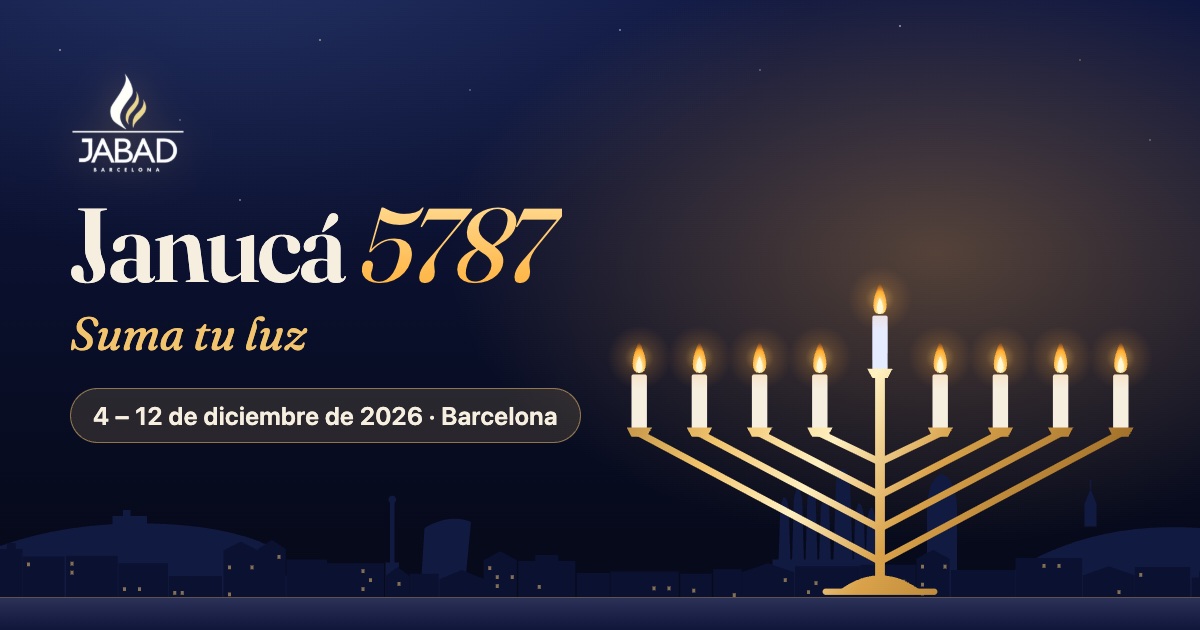 JABAD
BARCELONA
Janucá 5787
Suma tu luz
4 – 12 de diciembre de 2026 · Barcelona